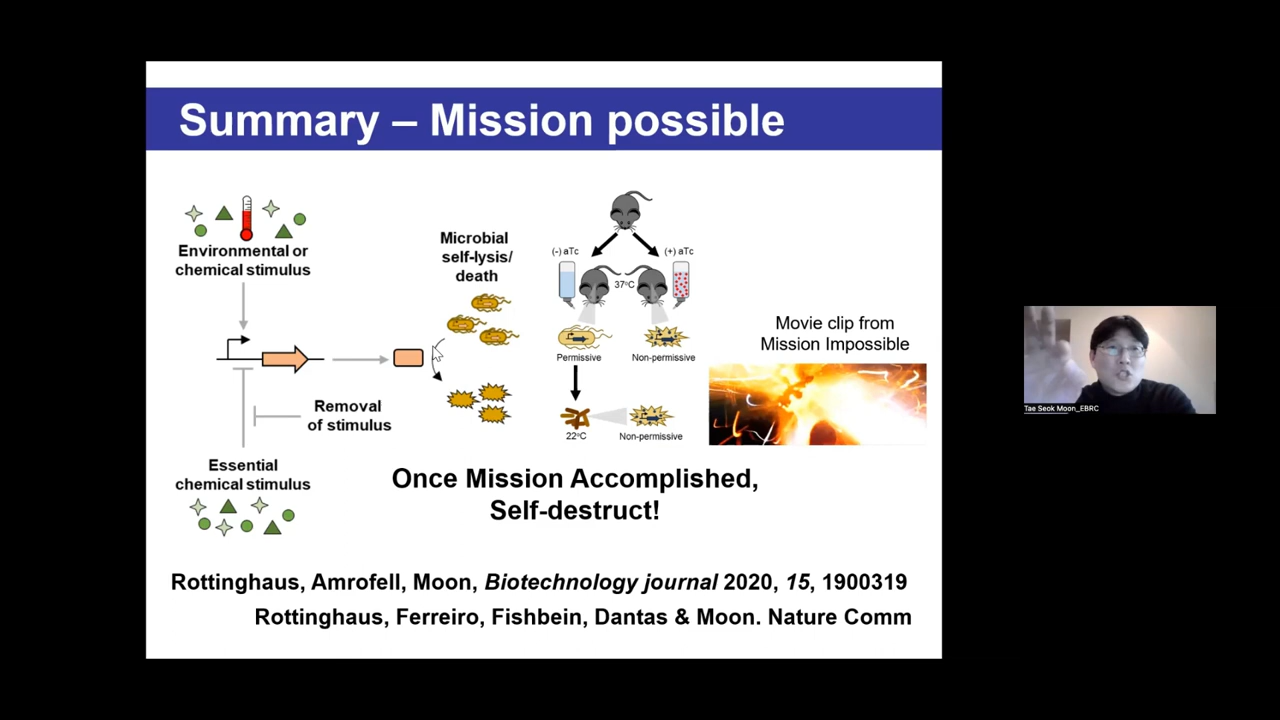 Summary – Mission possible
Environmental or
chemical stimulus
Removal
of stimulus
Essential
chemical stimulus
Microbial
self-lysis/
death
(-) aTc
(+) aTc
37°C
Permissive
Non-permissive
22°C
Non-permissive
Movie clip from
Mission Impossible
Once Mission Accomplished,
Self-destruct!
Rottinghaus, Amrofell, Moon, Biotechnology journal 2020, 15, 1900319
Rottinghaus, Ferreiro, Fishbein, Dantas & Moon. Nature Comm
Tae Seok Moon_EBRC